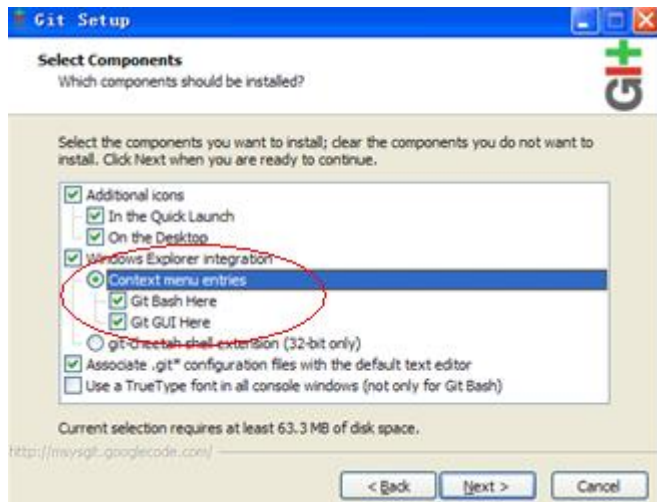 Git Setup
Select Components
Which components should be installed?
Git
Select the components you want to install; clear the components you do not want to
install. Click Next when you are ready to continue.
Additional icons
In the Quick Launch
On the Desktop
Windows Explorer integration
Context menu entries
Git Bash Here
Git GUI Here
git-cheetah shell extension (32-bit only)
Associate .git* configuration files with the default text editor
Use a TrueType font in all console windows (not only for Git Bash)
Current selection requires at least 63.3 MB of disk space.
http://msysgit.googlecode.com/
< Back
Next >
Cancel